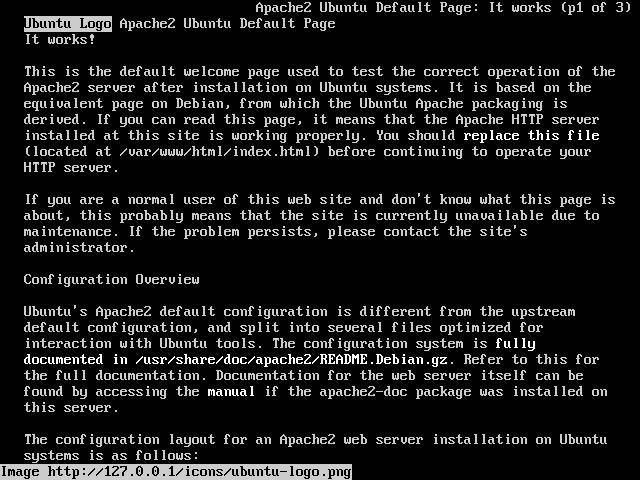 Apache2 Ubuntu Default Page: It works (p1 of 3)
Ubuntu Logo Apache2 Ubuntu Default Page
It works!
This is the default welcome page used to test the correct operation of the
Apache2 server after installation on Ubuntu systems. It is based on the
equivalent page on Debian, from which the Ubuntu Apache packaging is
derived. If you can read this page, it means that the Apache HTTP server
installed at this site is working properly. You should replace this file
(located at /var/www/html/index.html) before continuing to operate your
HTTP server.
If you are a normal user of this web site and don't know what this page is
about, this probably means that the site is currently unavailable due to
maintenance. If the problem persists, please contact the site's
administrator.
Configuration Overview
Ubuntu's Apache2 default configuration is different from the upstream
default configuration, and split into several files optimized for
interaction with Ubuntu tools. The configuration system is fully
documented in /usr/share/doc/apache2/README.Debian.gz. Refer to this for
the full documentation. Documentation for the web server itself can be
found by accessing the manual if the apache2-doc package was installed on
this server.
The configuration layout for an Apache2 web server installation on Ubuntu
systems is as follows:
Image http://127.0.0.1/icons/ubuntu-logo.png